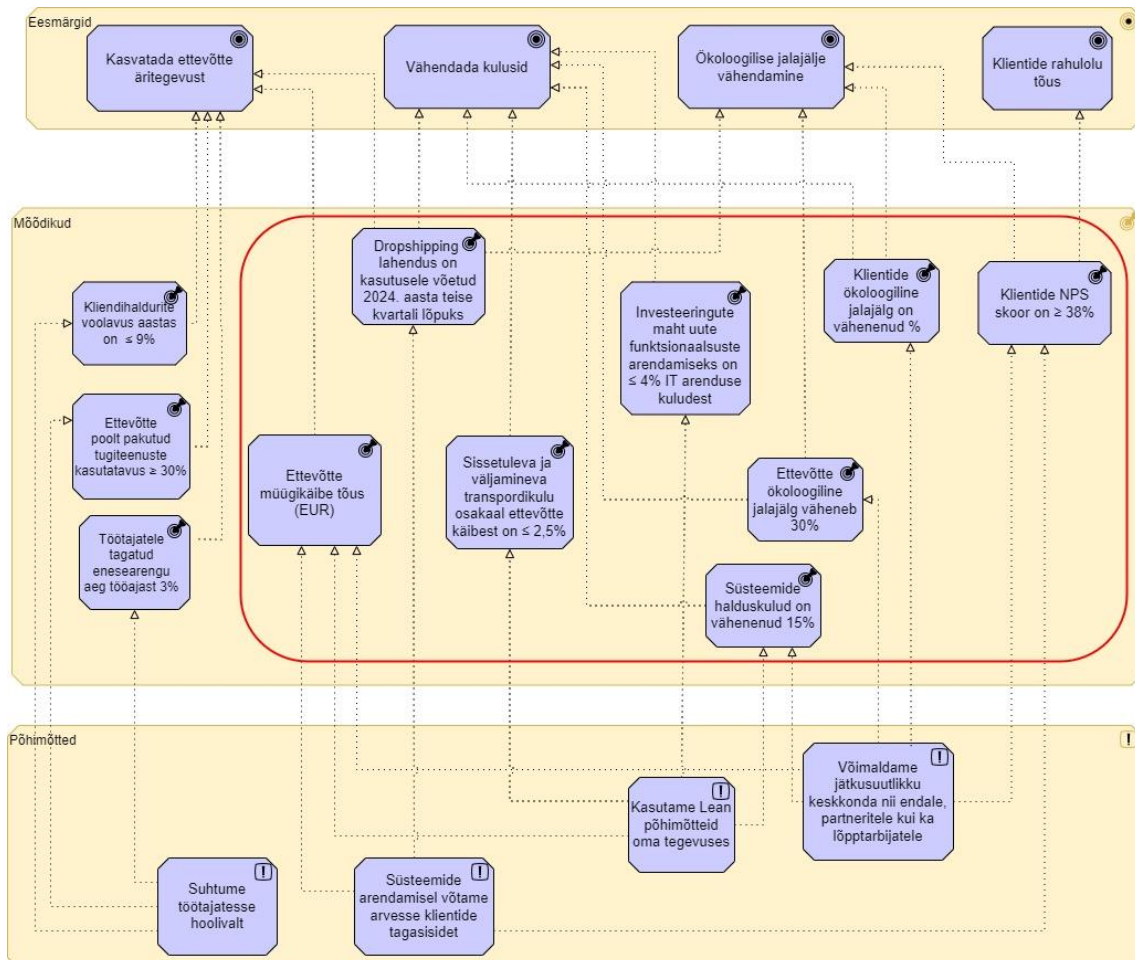 Eesmärgid
Kasvatada ettevõtte
äritegevust
Vähendada kulusid
Ökoloogilise jalajälje
vähendamine
Klientide rahulolu
tõus
Mõõdikud
Dropshipping
lahendus on
kasutusele võetud
2024. aasta teise
kvartali lõpuks
Klientide
ökoloogiline
jalajälg on
vähenenud %
Klientide NPS
skoor on ≥ 38%
Kliendihaldurite
voolavus aastas
on ≤ 9%
Investeeringute
maht uute
funktsionaalsuste
arendamiseks on
≤ 4% IT arenduse
kuludest
Ettevõtte
poolt pakutud
tugiteenuste
kasutatavus ≥ 30%
Ettevõtte
müügikäibe tõus
(EUR)
Sissetuleva ja
väljamineva
transpordikulu
osakaal ettevõtte
käibest on ≤ 2,5%
Ettevõtte
ökoloogiline
jalajälg väheneb
30%
Töötajatele
tagatud
enesearengu
aeg tööajast 3%
Süsteemide
halduskulud on
vähenenud 15%
Põhimõtted
Võimaldame
jätkusuutlikku
keskkonda nii endale,
partneritele kui ka
lõpptarbijatele
Kasutame Lean
põhimõtteid
oma tegevuses
Suhtume
töötajatesse
hoolivalt
Süsteemide
arendamisel võtame
arvesse klientide
tagasisidet